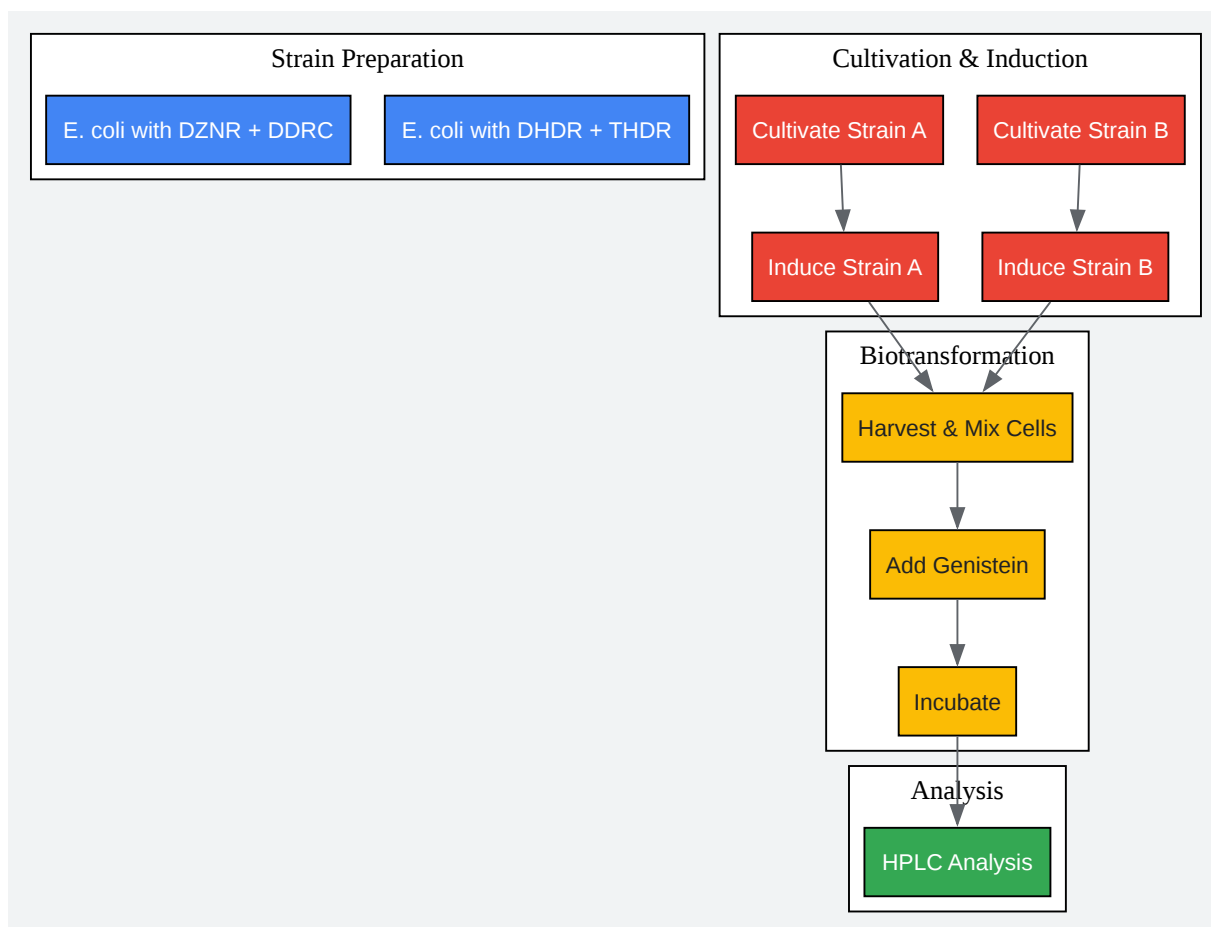 Strain Preparation
E. coli with DZNR + DDRC
E. coli with DHDR + THDR
Cultivation & Induction
Cultivate Strain A
Cultivate Strain B
Induce Strain A
Induce Strain B
Biotransformation
Harvest & Mix Cells
Add Genistein
Incubate
Analysis
HPLC Analysis